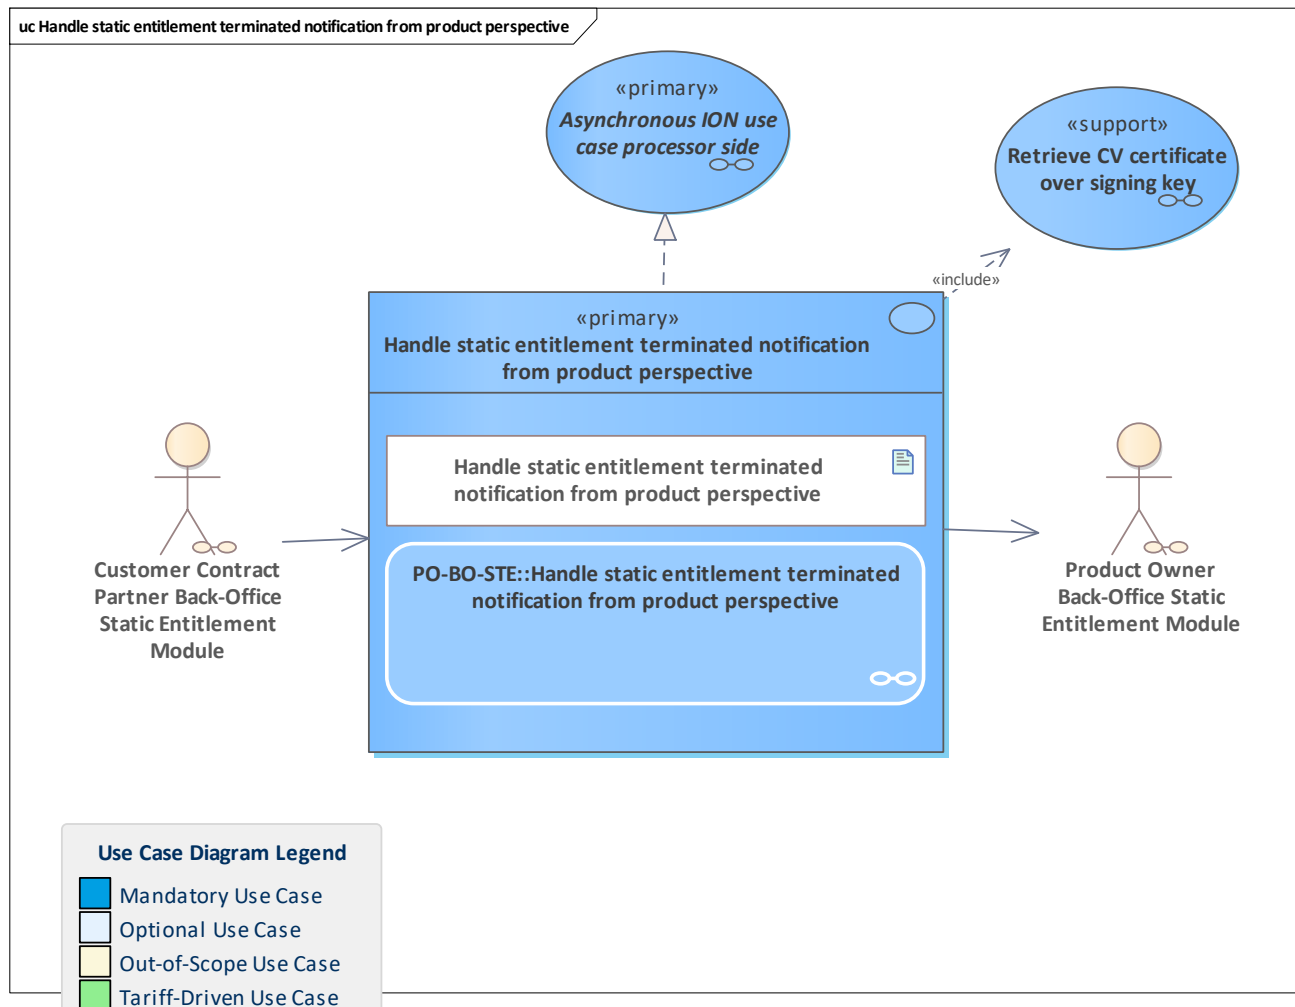 uc Handle static entitlement terminated notification from product perspective
«primary»
Asynchronous ION use
case processor side
«support»
Retrieve CV certificate
over signing key
«include»
«primary»
Handle static entitlement terminated notification
from product perspective
Handle static entitlement terminated
notification from product perspective
PO-BO-STE::Handle static entitlement terminated
notification from product perspective
Customer Contract
Partner Back-Office
Static Entitlement
Module
Product Owner
Back-Office Static
Entitlement Module
Use Case Diagram Legend
Mandatory Use Case
Optional Use Case
Out-of-Scope Use Case
Tariff-Driven Use Case